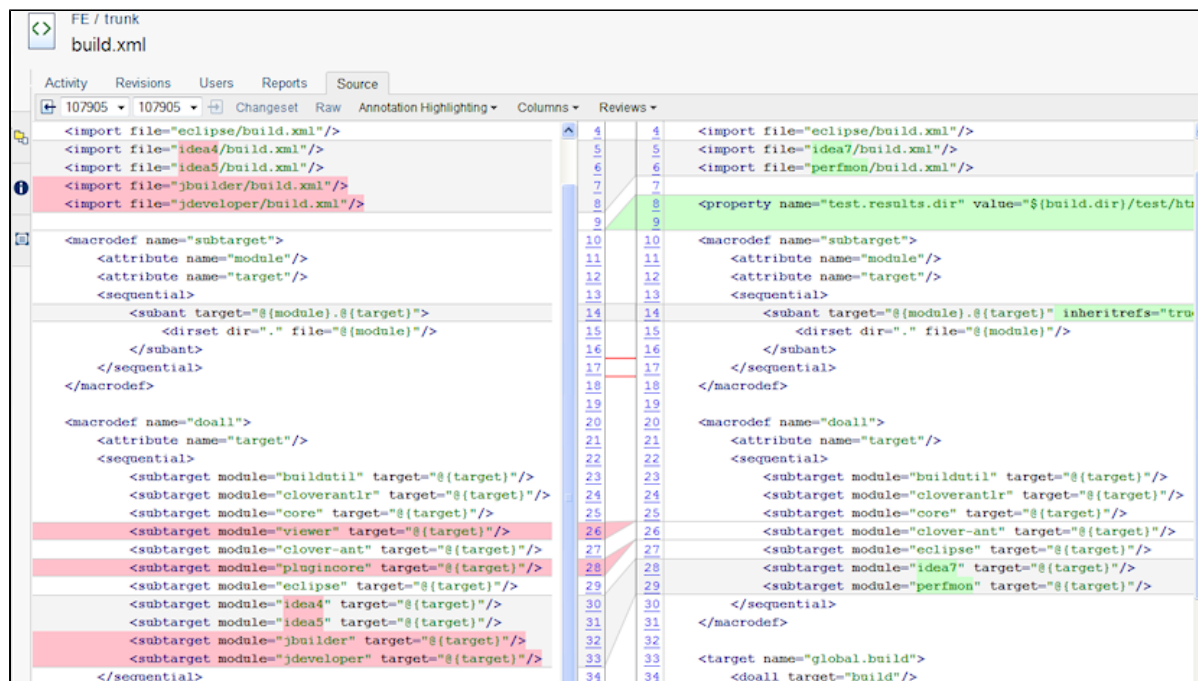 FE / trunk
build.xml
Activity Revisions Users Reports Source
107905 107905 Changeset Raw Annotation Highlighting Columns Reviews
<import file="eclipse/build.xml"/> 4 4 <import file="eclipse/build.xml"/>
<import file="idea4/build.xml"/> 5 5 <import file="idea7/build.xml"/>
<import file="idea5/build.xml"/> 6 6 <import file="perfmon/build.xml"/>
<import file="jbuilder/build.xml"/> 7 7
<import file="jdeveloper/build.xml"/> 8 8 <property name="test.results.dir" value="${build.dir}/test/htm
9 9
<macrodef name="subtarget"> 10 10 <macrodef name="subtarget">
<attribute name="module"/> 11 11 <attribute name="module"/>
<attribute name="target"/> 12 12 <attribute name="target"/>
<sequential> 13 13 <sequential>
<subant target="@{module}.@{target}"> 14 14 <subant target="@{module}.@{target}" inheritrefs="true
<dirset dir="." file="@{module}"/> 15 15 <dirset dir="." file="@{module}"/>
</subant> 16 16 </subant>
</sequential> 17 17 </sequential>
</macrodef> 18 18 </macrodef>
19 19
<macrodef name="doall"> 20 20 <macrodef name="doall">
<attribute name="target"/> 21 21 <attribute name="target"/>
<sequential> 22 22 <sequential>
<subtarget module="buildutil" target="@{target}"/> 23 23 <subtarget module="buildutil" target="@{target}"/>
<subtarget module="cloverantlr" target="@{target}"/> 24 24 <subtarget module="cloverantlr" target="@{target}"/>
<subtarget module="core" target="@{target}"/> 25 25 <subtarget module="core" target="@{target}"/>
<subtarget module="viewer" target="@{target}"/> 26 26 <subtarget module="clover-ant" target="@{target}"/>
<subtarget module="clover-ant" target="@{target}"/> 27 27 <subtarget module="eclipse" target="@{target}"/>
<subtarget module="plugincore" target="@{target}"/> 28 28 <subtarget module="idea7" target="@{target}"/>
<subtarget module="eclipse" target="@{target}"/> 29 29 <subtarget module="perfmon" target="@{target}"/>
<subtarget module="idea4" target="@{target}"/> 30 30 </sequential>
<subtarget module="idea5" target="@{target}"/> 31 31 </macrodef>
<subtarget module="jbuilder" target="@{target}"/> 32 32
<subtarget module="jdeveloper" target="@{target}"/> 33 33 <target name="global.build">
</sequential> 34 34 <doall target="build"/>